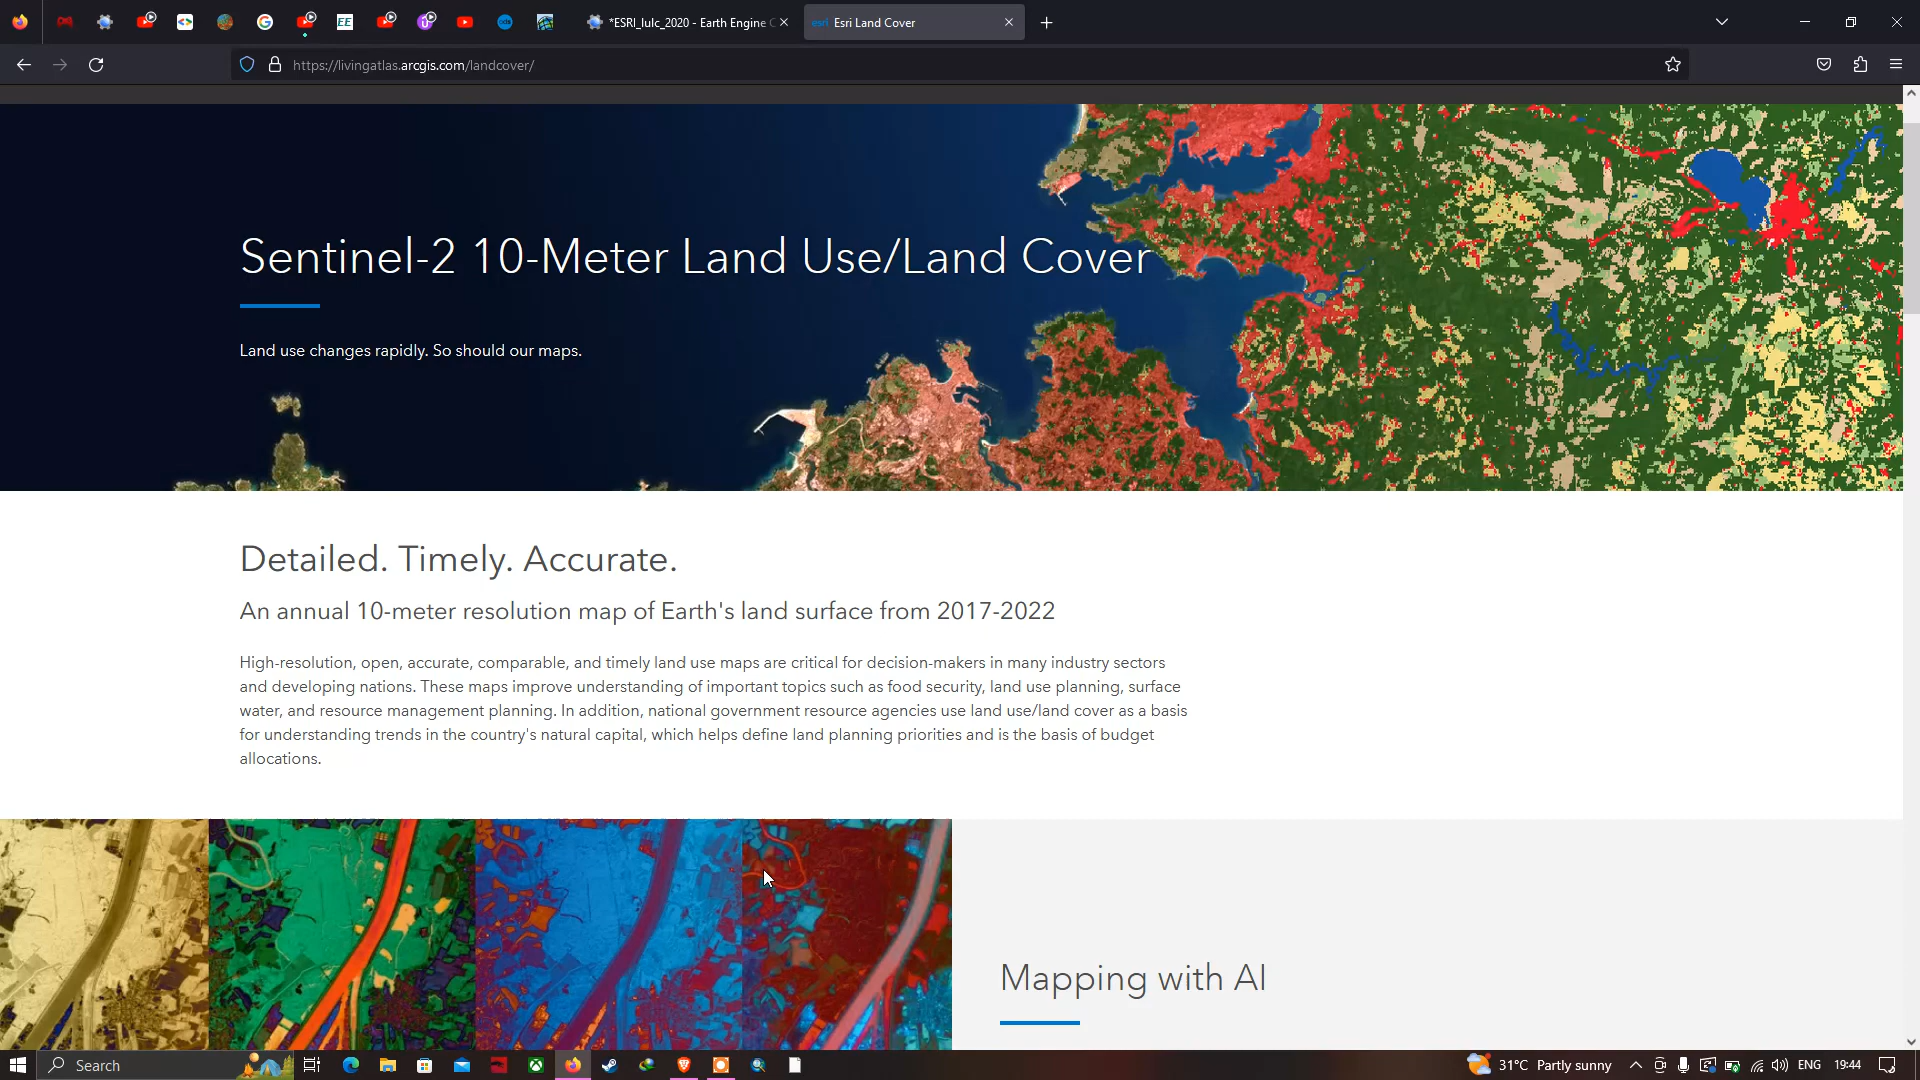 *ESRI_lulc_2020 - Earth Engine C
esri Esri Land Cover
https://livingatlas.arcgis.com/landcover/
Sentinel-2 10-Meter Land Use/Land Cover
Land use changes rapidly. So should our maps.
Detailed. Timely. Accurate.
An annual 10-meter resolution map of Earth's land surface from 2017-2022
High-resolution, open, accurate, comparable, and timely land use maps are critical for decision-makers in many industry sectors
and developing nations. These maps improve understanding of important topics such as food security, land use planning, surface
water, and resource management planning. In addition, national government resource agencies use land use/land cover as a basis
for understanding trends in the country's natural capital, which helps define land planning priorities and is the basis of budget
allocations.
Mapping with AI
Search
31°C Partly sunny
ENG
19:44